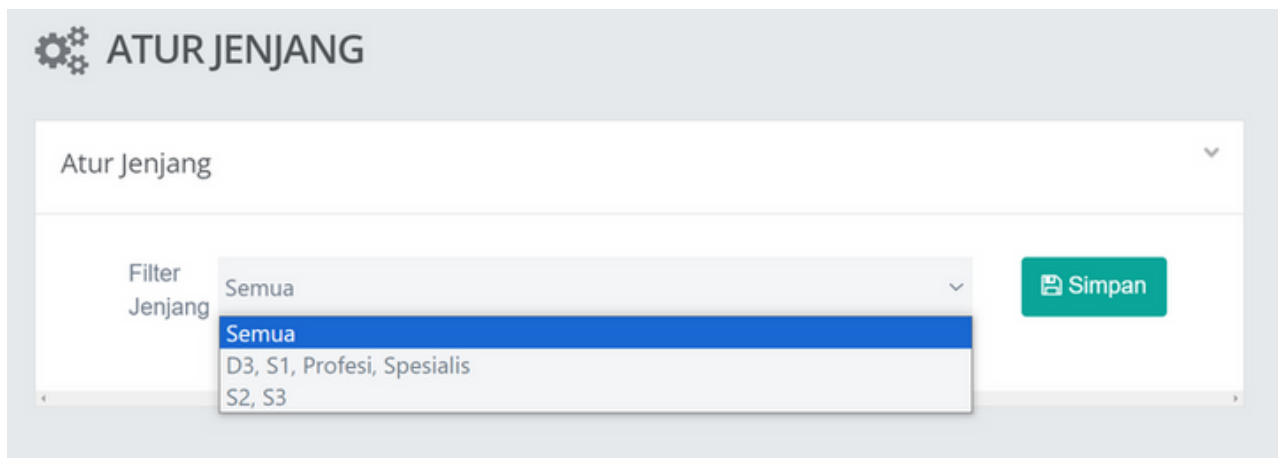 ATUR JENJANG
Atur Jenjang
Filter
Jenjang
Semua
Simpan
Semua
D3, S1, Profesi, Spesialis
S2, S3